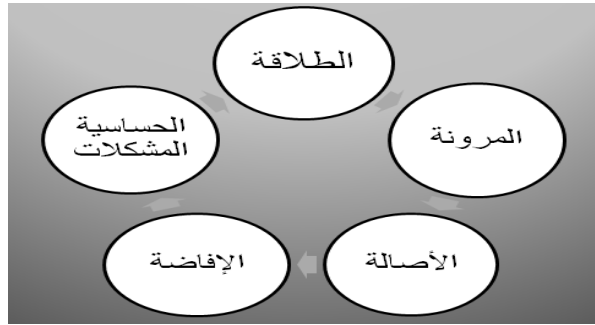 الطلاقة
المرونة
الأصالة
الإفاضة
الحساسية
المشكلات